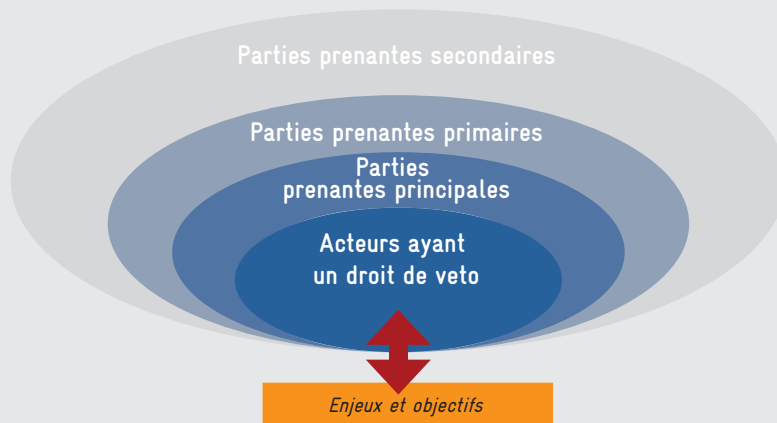 Parties prenantes secondaires
Parties prenantes primaires
Parties
prenantes principales
Acteurs ayant
un droit de veto
Enjeux et objectifs